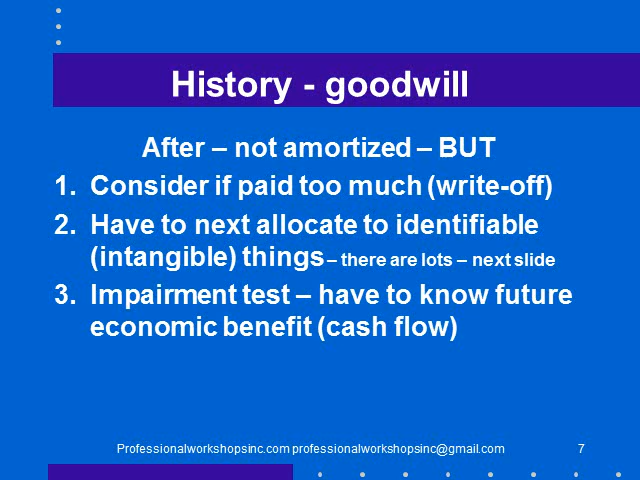 History - goodwill
After – not amortized – BUT
1. Consider if paid too much (write-off)
2. Have to next allocate to identifiable
(intangible) things – there are lots – next slide
3. Impairment test – have to know future
economic benefit (cash flow)
Professionalworkshopsinc.com professionalworkshopsinc@gmail.com 7